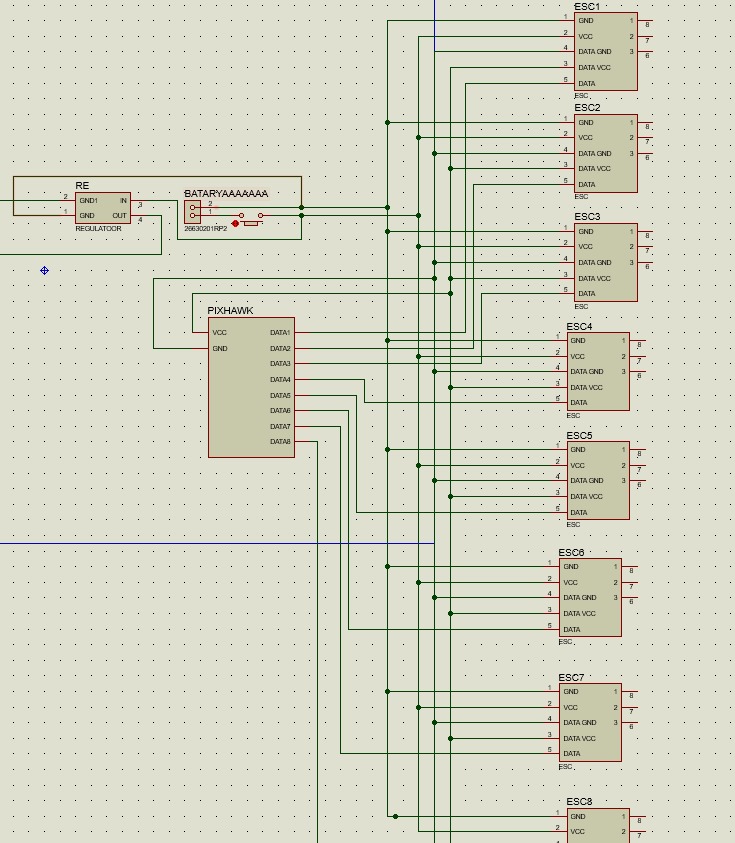 ESC1
1 GND 1 8
2 VCC 2 7
4 DATA GND 3 6
3 DATA VCC
5 DATA
ESC
ESC2
1 GND 1 8
2 VCC 2 7
4 DATA GND 3 6
3 DATA VCC
5 DATA
ESC
RE
2 GND1 IN 3
1 GND OUT 4
REGULATOOR
BATARYAAAAAAA
2
1
26630201RP2
ESC3
1 GND 1 8
2 VCC 2 7
4 DATA GND 3 6
3 DATA VCC
5 DATA
ESC
PIXHAWK
VCC DATA1
GND DATA2
DATA3
DATA4
DATA5
DATA6
DATA7
DATA8
ESC4
1 GND 1 8
2 VCC 2 7
4 DATA GND 3 6
3 DATA VCC
5 DATA
ESC
ESC5
1 GND 1 8
2 VCC 2 7
4 DATA GND 3 6
3 DATA VCC
5 DATA
ESC
ESC6
1 GND 1 8
2 VCC 2 7
4 DATA GND 3 6
3 DATA VCC
5 DATA
ESC
ESC7
1 GND 1 8
2 VCC 2 7
4 DATA GND 3 6
3 DATA VCC
5 DATA
ESC
ESC8
1 GND 1 8
2 VCC 2 7